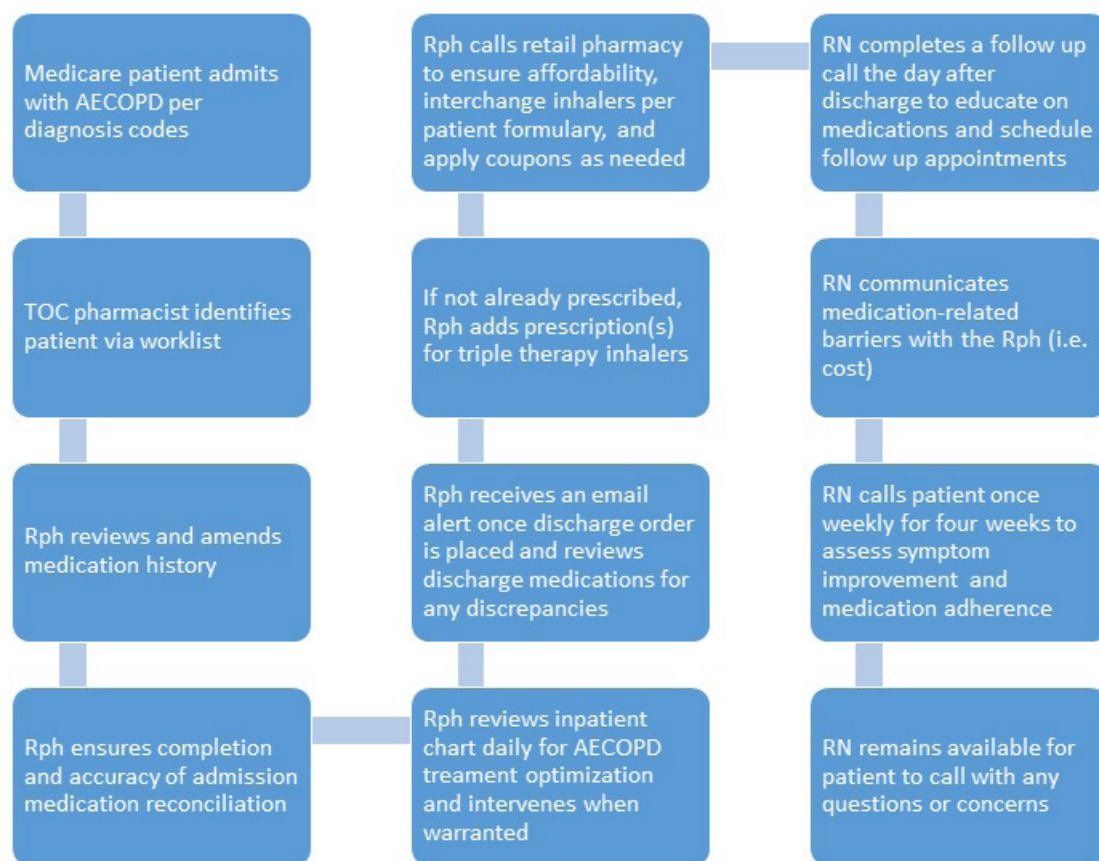 Medicare patient admits
with AECOPD per
diagnosis codes
TOC pharmacist identifies
patient via worklist
Rph reviews and amends
medication history
Rph ensures completion
and accuracy of admission
medication reconciliation
Rph reviews inpatient
chart daily for AECOPD
treament optimization
and intervenes when
warranted
Rph receives an email
alert once discharge order
is placed and reviews
discharge medications for
any discrepancies
If not already prescribed,
Rph adds prescription(s)
for triple therapy inhalers
Rph calls retail pharmacy
to ensure affordability,
interchange inhalers per
patient formulary, and
apply coupons as needed
RN completes a follow up
call the day after
discharge to educate on
medications and schedule
follow up appointments
RN communicates
medication-related
barriers with the Rph (i.e.
cost)
RN calls patient once
weekly for four weeks to
assess symptom
improvement and
medication adherence
RN remains available for
patient to call with any
questions or concerns